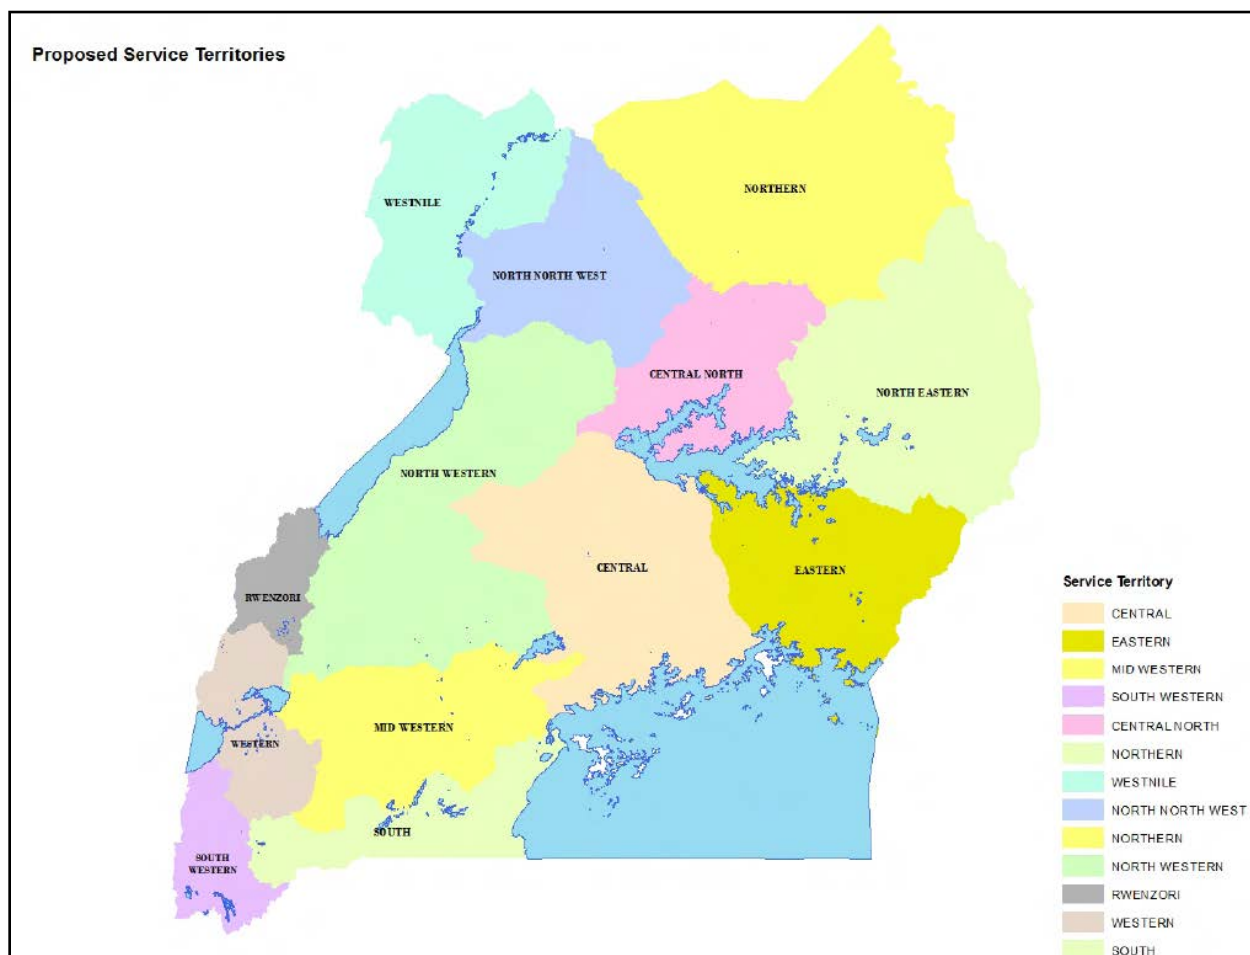 Proposed Service Territories
NORTHERN
WESTNILE
NORTH NORTH WEST
CENTRAL NORTH
NORTH EASTERN
NORTH WESTERN
CENTRAL
EASTERN
RWENZORI
MID WESTERN
WESTERN
SOUTH
SOUTH
WESTERN
Service Territory
CENTRAL
EASTERN
MID WESTERN
SOUTH WESTERN
CENTRAL NORTH
NORTHERN
WESTNILE
NORTH NORTH WEST
NORTHERN
NORTH WESTERN
RWENZORI
WESTERN
SOUTH